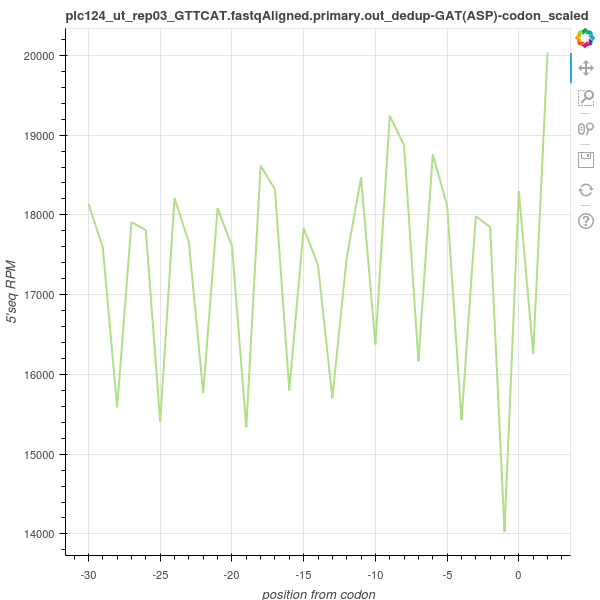 plc124_ut_rep03_GTTCAT.fastqAligned.primary.out_dedup-GAT(ASP)-codon_scaled
20000
19000
18000
17000
16000
15000
14000
5'seq RPM
-30 -25 -20 -15 -10 -5 0
position from codon